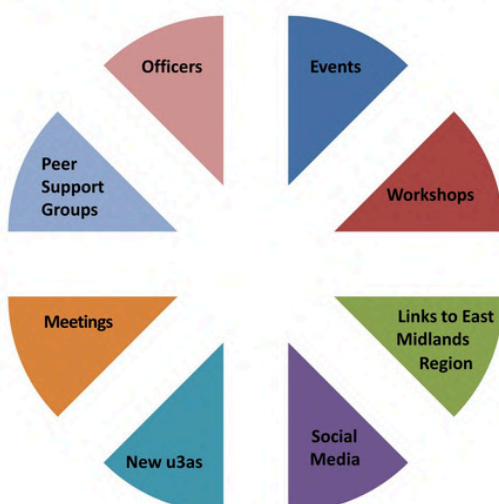 Officers
Events
Peer
Support
Groups
Workshops
Meetings
Links to East
Midlands
Region
New u3as
Social
Media